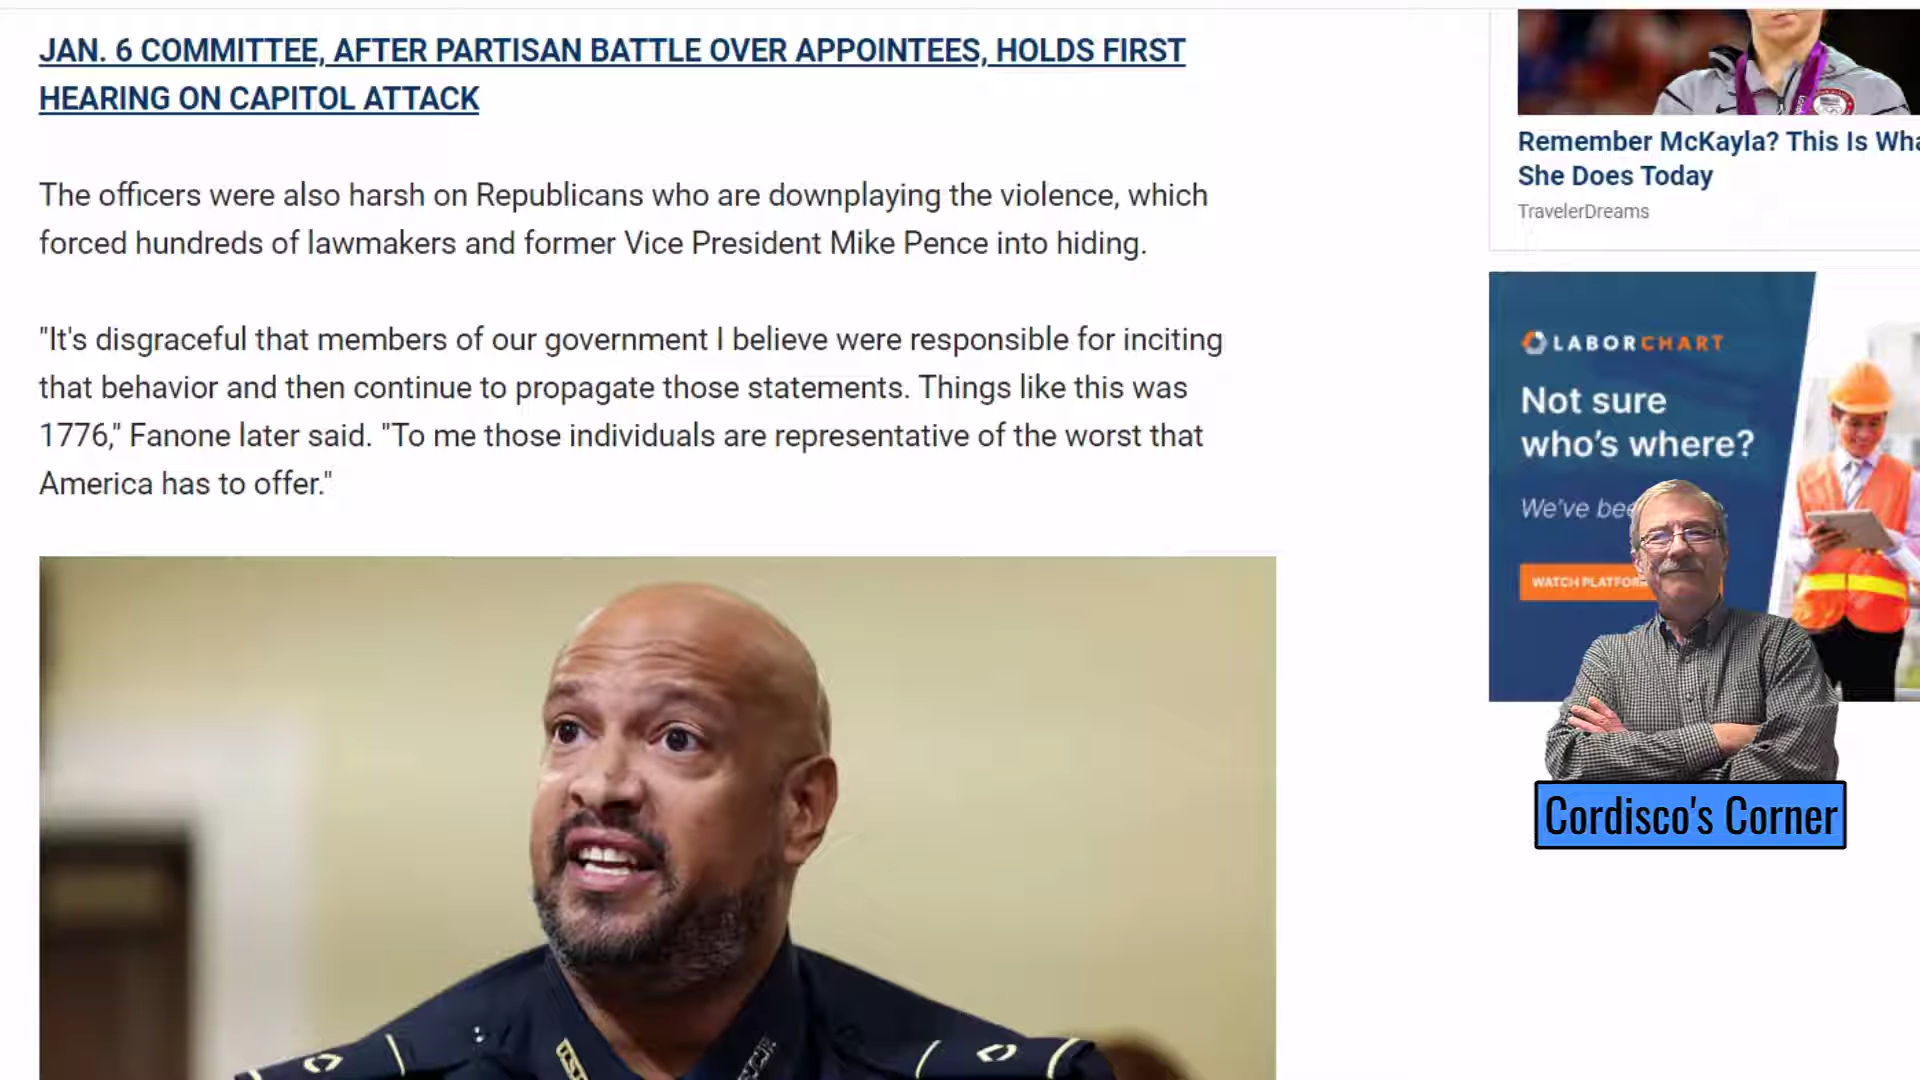 JAN. 6 COMMITTEE, AFTER PARTISAN BATTLE OVER APPOINTEES, HOLDS FIRST
HEARING ON CAPITOL ATTACK
The officers were also harsh on Republicans who are downplaying the violence, which
forced hundreds of lawmakers and former Vice President Mike Pence into hiding.
"It's disgraceful that members of our government I believe were responsible for inciting
that behavior and then continue to propagate those statements. Things like this was
1776," Fanone later said. "To me those individuals are representative of the worst that
America has to offer."
Remember McKayla? This Is Wha
She Does Today
TravelerDreams
LABORCHART
Not sure
who's where?
We've bee
WATCH PLATFOR
Cordisco's Corner